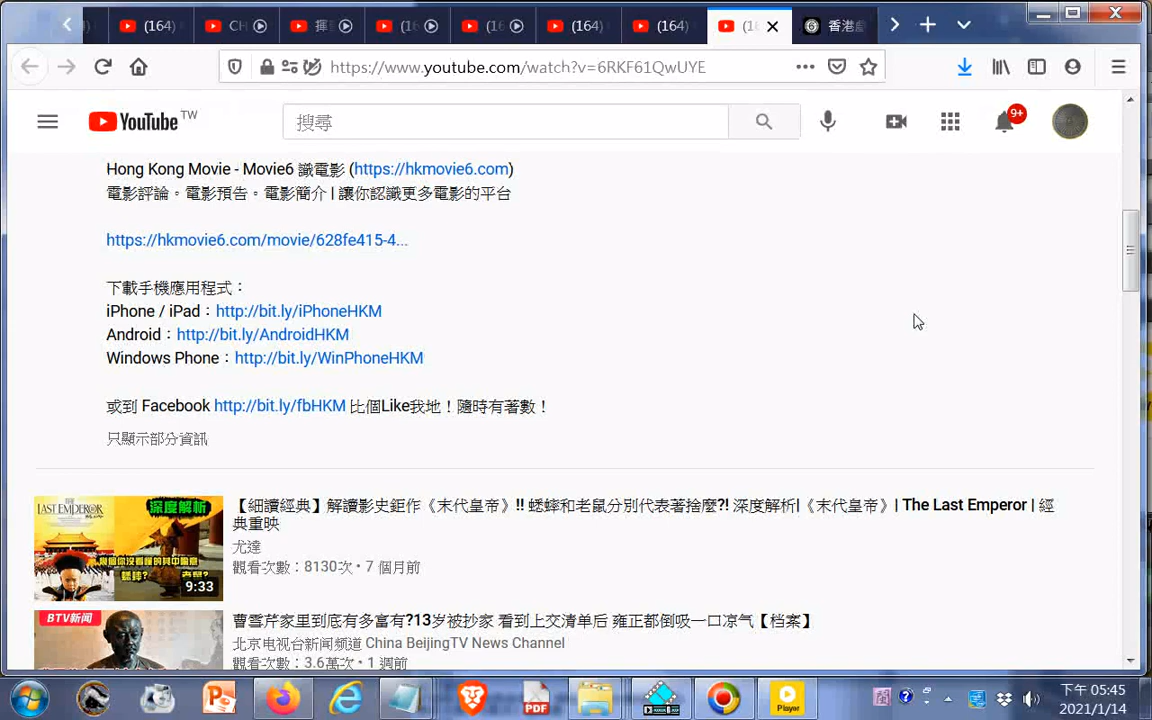 (164)
CH
揮
(16
(16
(164)
(164)
(1(
香港
https://www.youtube.com/watch?v=6RKF61QwUYE
YouTube TW
搜尋
9+
Hong Kong Movie - Movie6 識電影 (https://hkmovie6.com)
電影評論。電影預告。電影簡介 | 讓你認識更多電影的平台
https://hkmovie6.com/movie/628fe415-4...
下載手機應用程式：
iPhone / iPad：http://bit.ly/iPhoneHKM
Android：http://bit.ly/AndroidHKM
Windows Phone：http://bit.ly/WinPhoneHKM
或到 Facebook http://bit.ly/fbHKM 比個Like我地！隨時有著數！
只顯示部分資訊
LAST EMPEROR
深度解析
9:33
【細讀經典】解讀影史鉅作《末代皇帝》!! 蟋蟀和老鼠分別代表著捨麼?! 深度解析|《末代皇帝》| The Last Emperor | 經
典重映
尤達
觀看次數：8130次 • 7 個月前
BTV新闻
曹雪芹家里到底有多富有?13岁被抄家 看到上交清单后 雍正都倒吸一口凉气【档案】
北京电视台新闻频道 China BeijingTV News Channel
觀看次數：3.6萬次 • 1 週前
PDF
Player
下午 05:45
2021/1/14